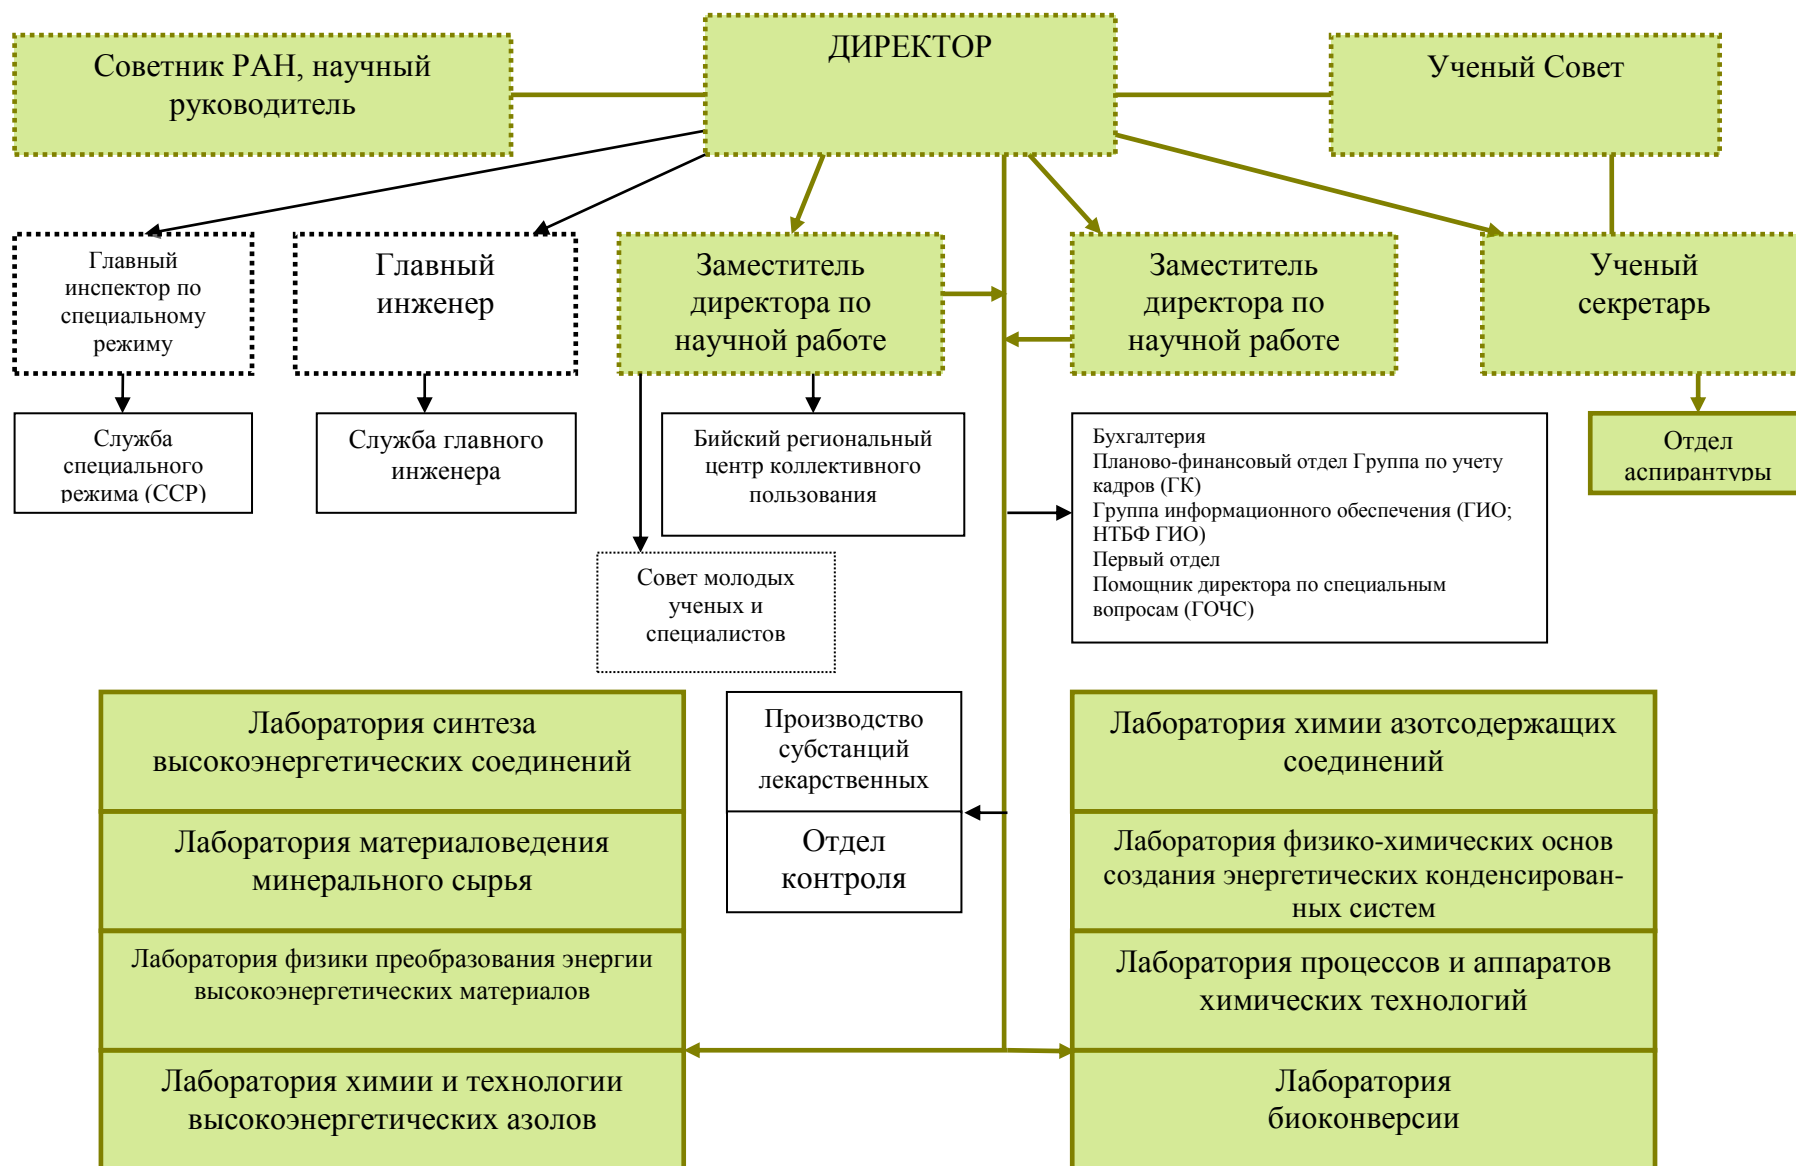 Советник РАН, научный
руководитель
ДИРЕКТОР
Ученый Совет
Главный
инспектор по
специальному
режиму
Главный
инженер
Заместитель
директора по
научной работе
Заместитель
директора по
научной работе
Ученый
секретарь
Служба
специального
режима (ССР)
Служба главного
инженера
Бийский региональный
центр коллективного
пользования
Бухгалтерия
Планово-финансовый отдел Группа по учету
кадров (ГК)
Группа информационного обеспечения (ГИО;
НТБФ ГИО)
Первый отдел
Помощник директора по специальным
вопросам (ГОЧС)
Отдел
аспирантуры
Совет молодых
ученых и
специалистов
Лаборатория синтеза
высокоэнергетических соединений
Лаборатория материаловедения
минерального сырья
Лаборатория физики преобразования энергии
высокоэнергетических материалов
Лаборатория химии и технологии
высокоэнергетических азолов
Производство
субстанций
лекарственных
Отдел
контроля
Лаборатория химии азотсодержащих
соединений
Лаборатория физико-химических основ
создания энергетических конденсирован-
ных систем
Лаборатория процессов и аппаратов
химических технологий
Лаборатория
биоконверсии